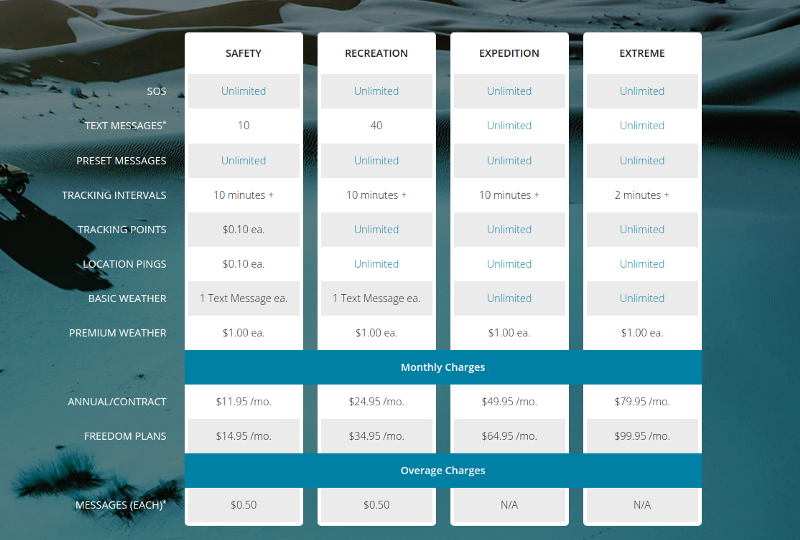 SAFETY RECREATION EXPEDITION EXTREME
SOS Unlimited Unlimited Unlimited Unlimited
TEXT MESSAGES* 10 40 Unlimited Unlimited
PRESET MESSAGES Unlimited Unlimited Unlimited Unlimited
TRACKING INTERVALS 10 minutes + 10 minutes + 10 minutes + 2 minutes +
TRACKING POINTS $0.10 ea. Unlimited Unlimited Unlimited
LOCATION PINGS $0.10 ea. Unlimited Unlimited Unlimited
BASIC WEATHER 1 Text Message ea. 1 Text Message ea. Unlimited Unlimited
PREMIUM WEATHER $1.00 ea. $1.00 ea. $1.00 ea. $1.00 ea.
Monthly Charges
ANNUAL/CONTRACT $11.95 /mo. $24.95 /mo. $49.95 /mo. $79.95 /mo.
FREEDOM PLANS $14.95 /mo. $34.95 /mo. $64.95 /mo. $99.95 /mo.
Overage Charges
MESSAGES (EACH)* $0.50 $0.50 N/A N/A